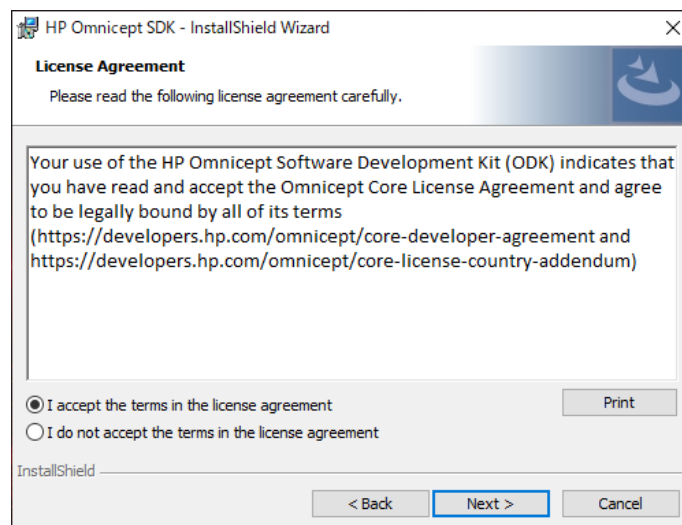 HP Omnicept SDK - InstallShield Wizard
License Agreement
Please read the following license agreement carefully.
Your use of the HP Omnicept Software Development Kit (ODK) indicates that
you have read and accept the Omnicept Core License Agreement and agree
to be legally bound by all of its terms
(https://developers.hp.com/omnicept/core-developer-agreement and
https://developers.hp.com/omnicept/core-license-country-addendum)
I accept the terms in the license agreement
Print
I do not accept the terms in the license agreement
InstallShield
< Back
Next >
Cancel